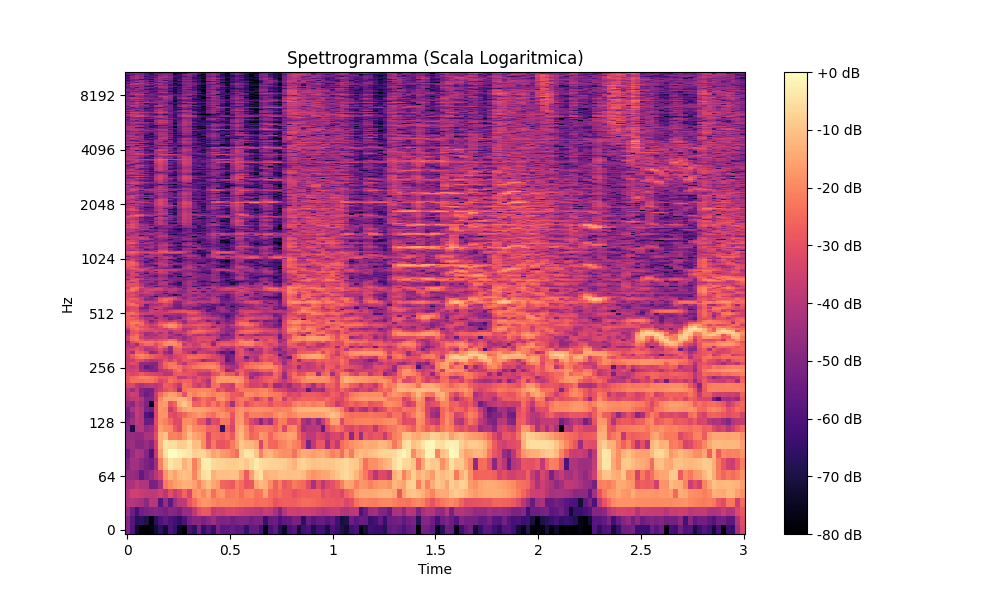 Spettrogramma (Scala Logaritmica)
Hz
8192
4096
2048
1024
512
256
128
64
0
0
0.5
1
1.5
2
2.5
3
Time
+0 dB
-10 dB
-20 dB
-30 dB
-40 dB
-50 dB
-60 dB
-70 dB
-80 dB